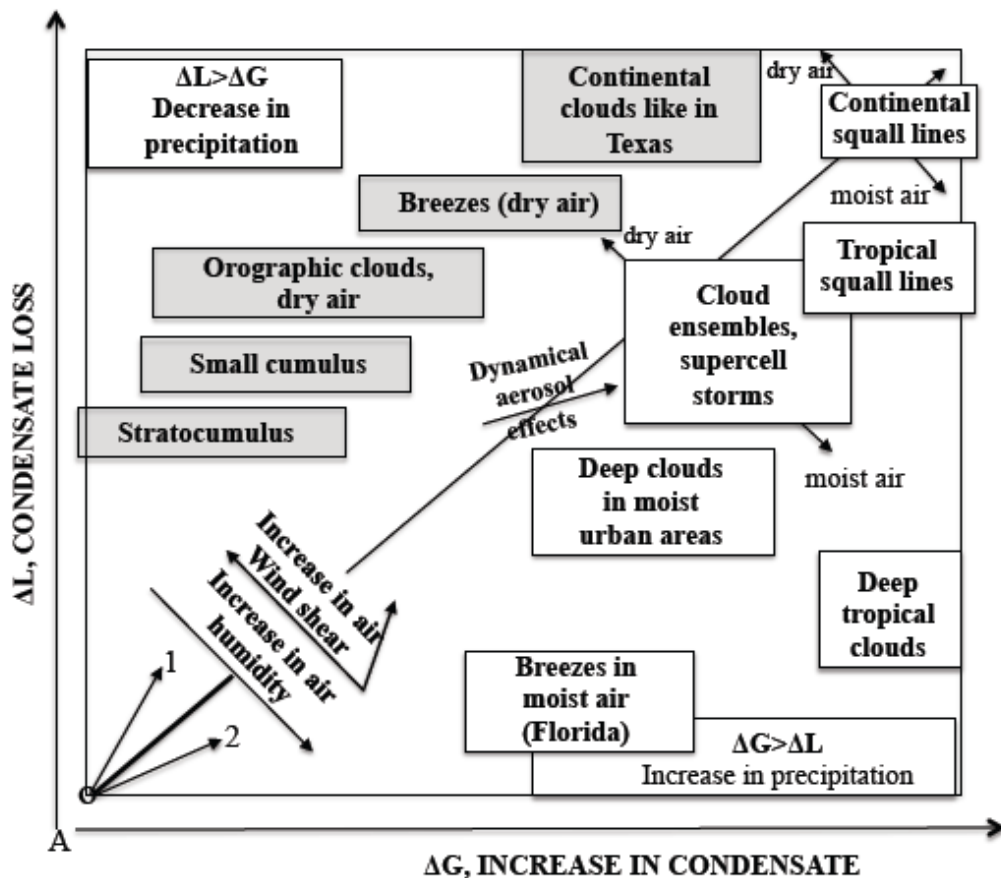 ΔL>ΔG
Decrease in
precipitation
Continental
clouds like in
Texas
dry air
Continental
squall lines
moist air
Breezes (dry air)
dry air
Tropical
squall lines
Orographic clouds,
dry air
Cloud
ensembles,
supercell
storms
Small cumulus
Dynamical
aerosol
effects
Stratocumulus
moist air
Deep clouds
in moist
urban areas
Increase in air
Wind shear
Increase in air
humidity
Deep
tropical
clouds
1
2
Breezes in
moist air
(Florida)
ΔG>ΔL
Increase in precipitation
O
A
ΔL, CONDENSATE LOSS
ΔG, INCREASE IN CONDENSATE